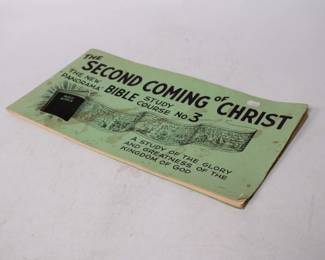 THE
SECOND COMING OF
CHRIST
THE NEW
PANORAMA
BIBLE STUDY
COURSE No. 3
A STUDY OF THE GLORY
AND GREATNESS OF THE
KINGDOM OF GOD